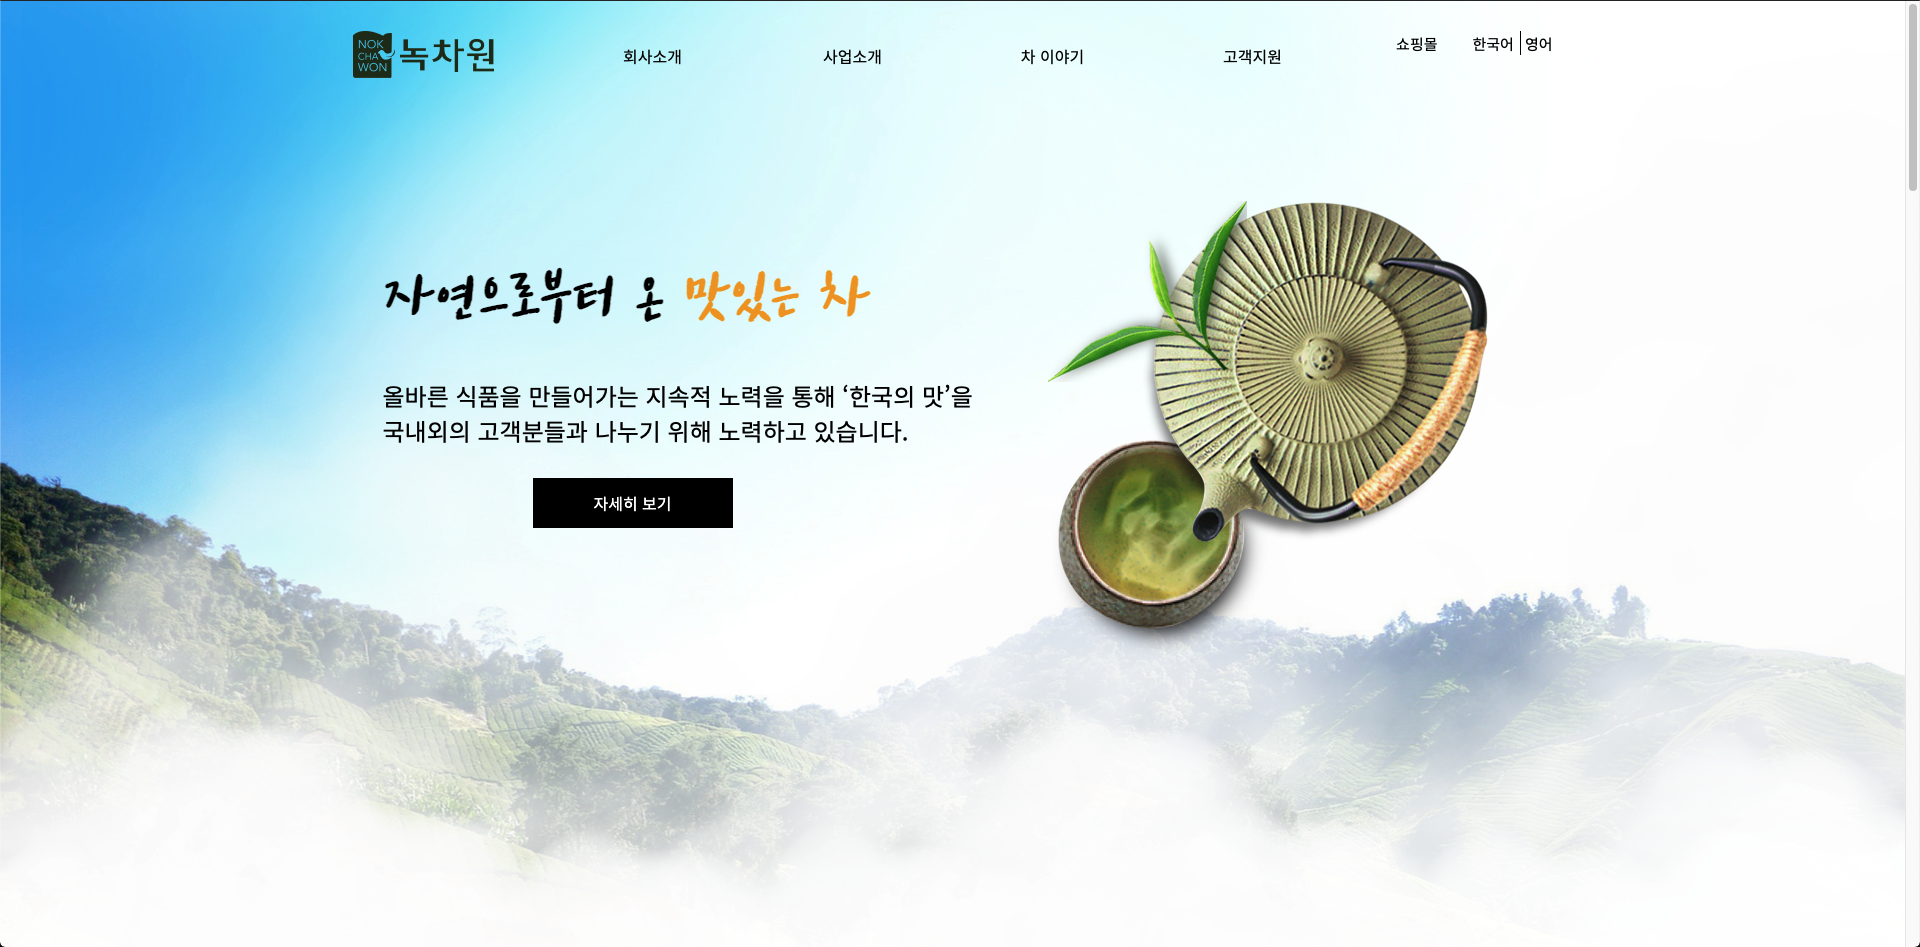 NOK
CHA
WON
녹차원
회사소개
사업소개
차 이야기
고객지원
쇼핑몰
한국어
영어
자연으로부터 온 맛있는 차
올바른 식품을 만들어가는 지속적 노력을 통해 ‘한국의 맛’을
국내외의 고객분들과 나누기 위해 노력하고 있습니다.
자세히 보기